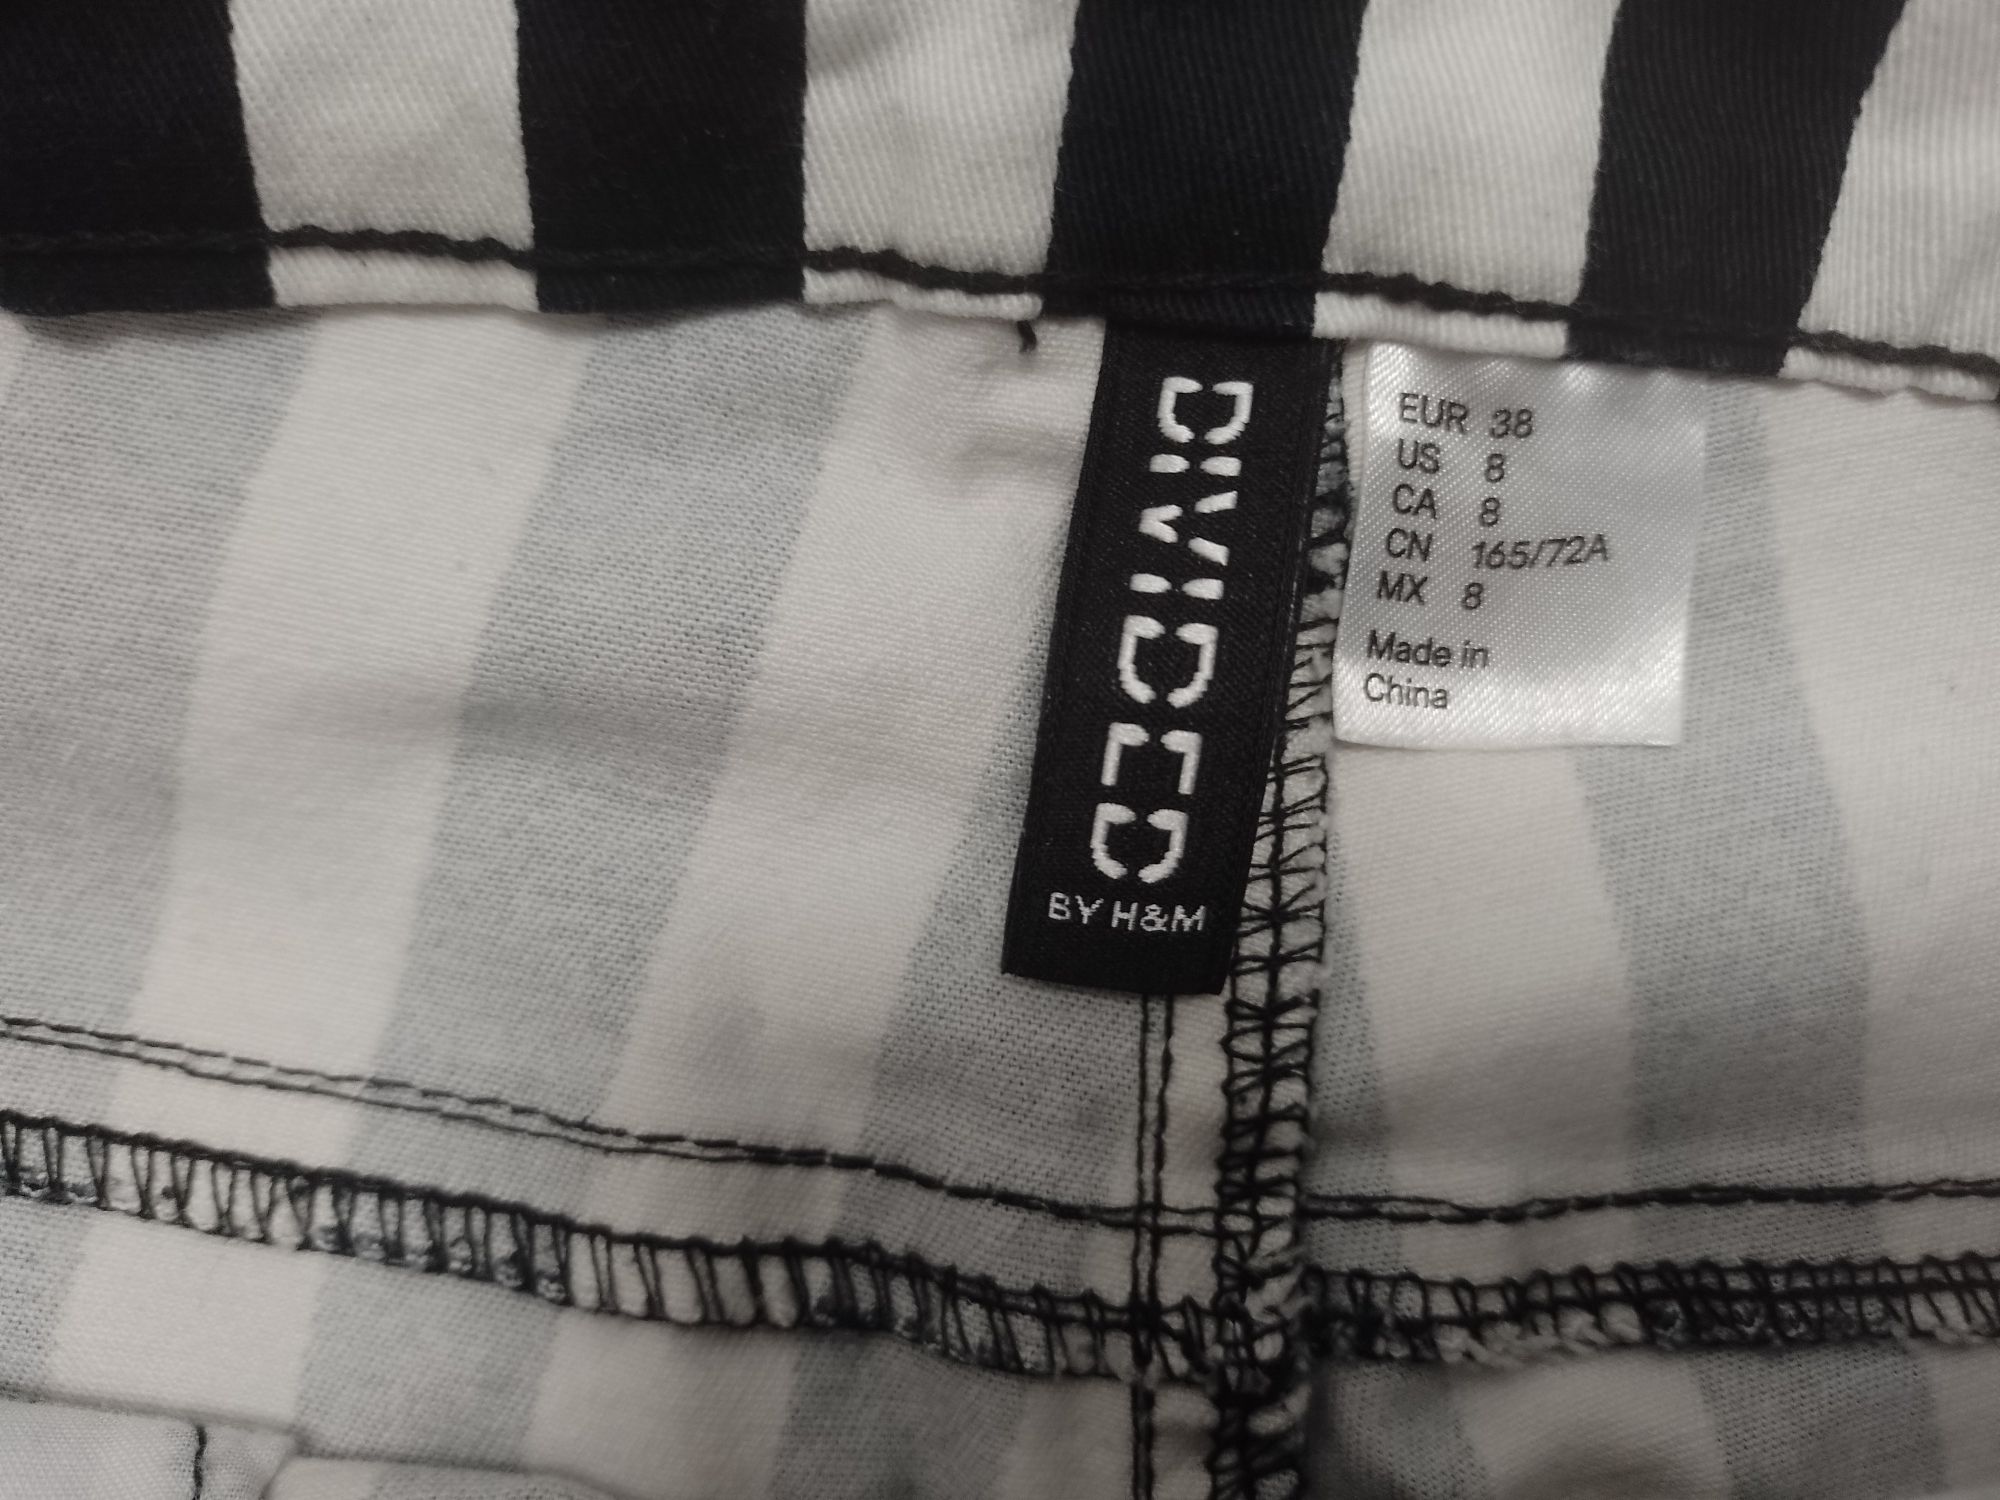 DIVIDED
BY H&M
EUR 38
US 8
CA 8
CN 165/72A
MX 8
Made in
China